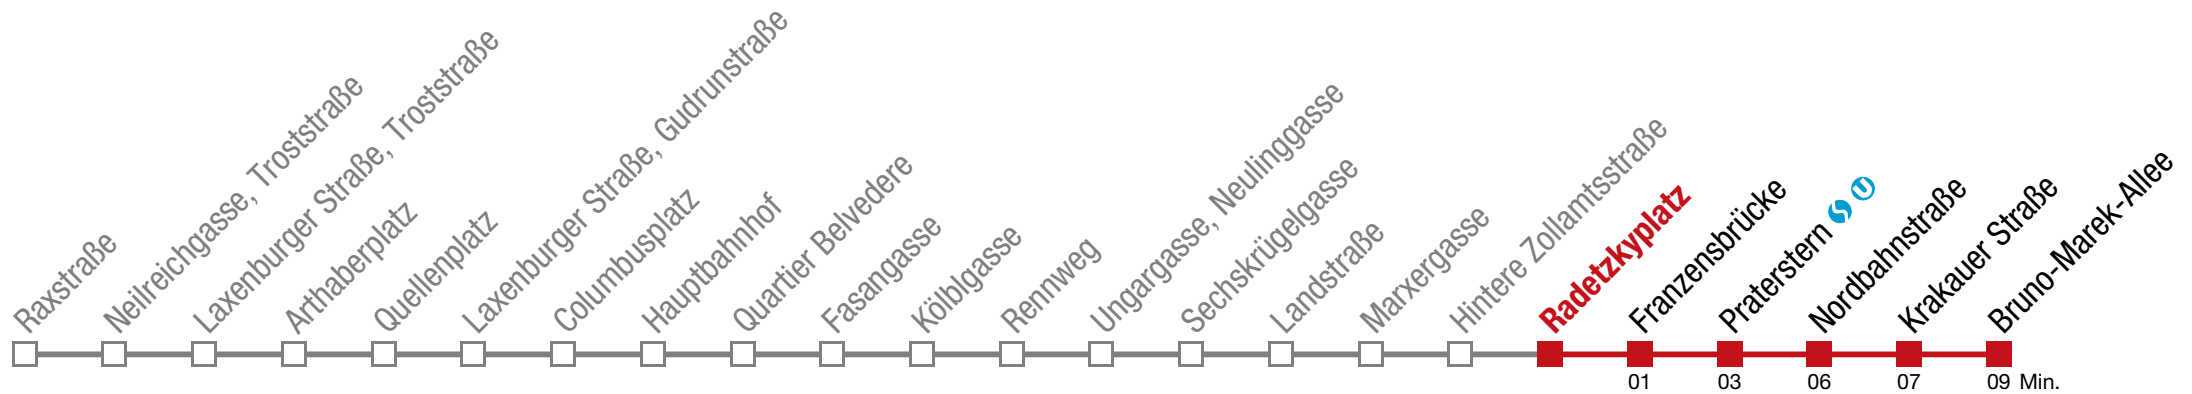 Raxstraße
Neilreichgasse, Troststraße
Laxenburger Straße, Troststraße
Arthaberplatz
Quellenplatz
Laxenburger Straße, Gudrunstraße
Columbusplatz
Hauptbahnhof
Quartier Belvedere
Fasangasse
Kölblgasse
Rennweg
Ungargasse, Neulinggasse
Sechskrügelgasse
Landstraße
Marxergasse
Hintere Zollamtsstraße
Radetzkyplatz
Franzensbrücke
Praterstern S U
Nordbahnstraße
Krakauer Straße
Bruno-Marek-Allee
01 03 06 07 09 Min.